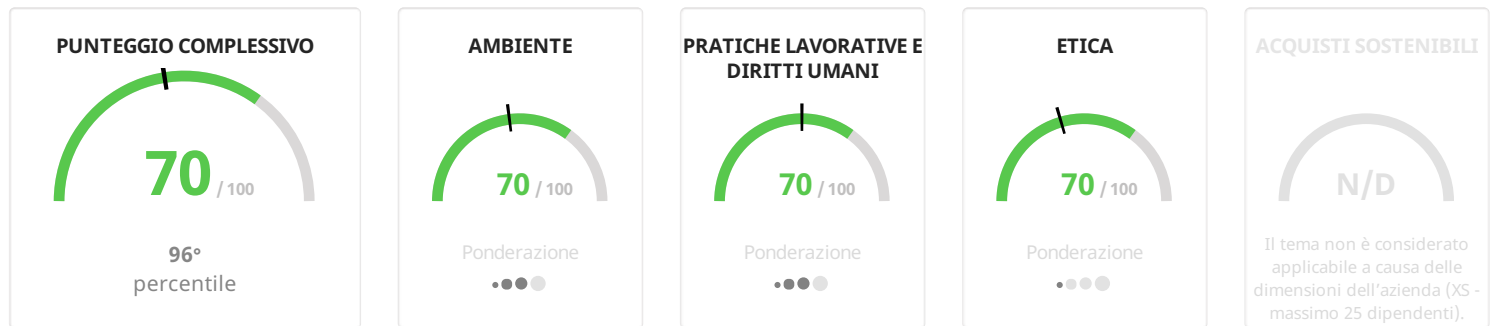 PUNTEGGIO COMPLESSIVO
70 / 100
96°
percentile
AMBIENTE
70 / 100
Ponderazione
PRATICHE LAVORATIVE E
DIRITTI UMANI
70 / 100
Ponderazione
ETICA
70 / 100
Ponderazione
ACQUISTI SOSTENIBILI
N/D
Il tema non è considerato
applicabile a causa delle
dimensioni dell'azienda (XS -
massimo 25 dipendenti).